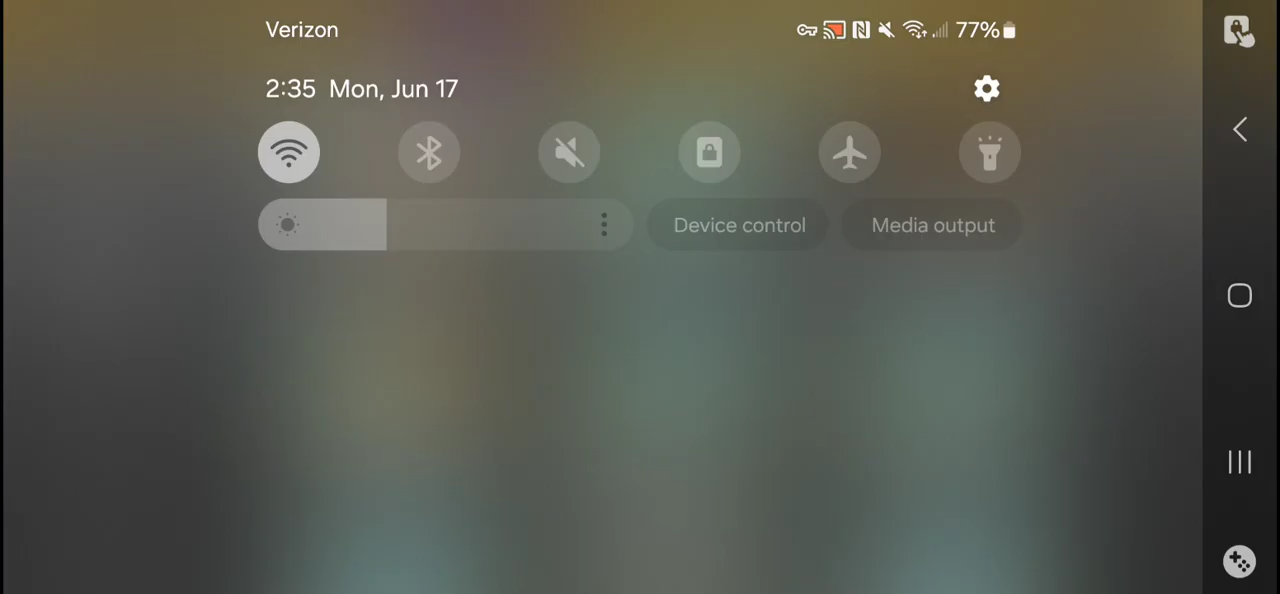 Verizon
77%
2:35 Mon, Jun 17
Device control
Media output